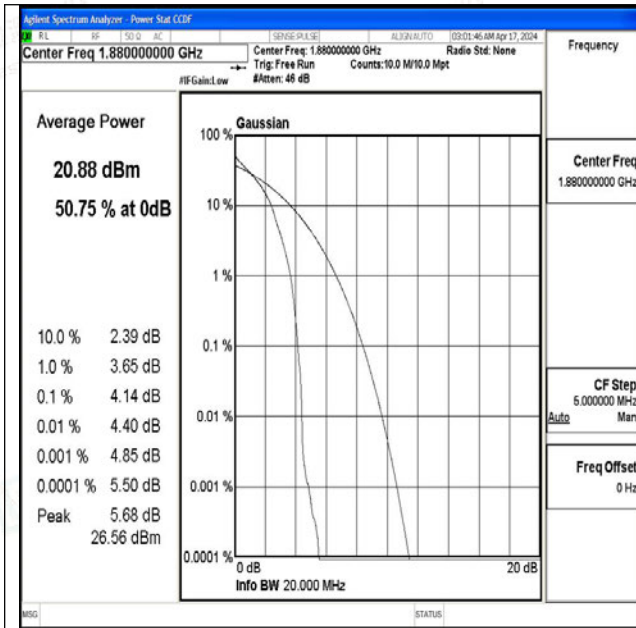 Agilent Spectrum Analyzer - Power Stat CCDF
RL RF 50 Ω AC SENSE:PULSE ALIGNAUTO 03:01:46 AM Apr 17, 2024
Center Freq 1.880000000 GHz
Center Freq: 1.880000000 GHz Radio Std: None
Trig: Free Run Counts:10.0 M/10.0 Mpt
#IFGain:Low #Atten: 46 dB
Frequency
Average Power
20.88 dBm
50.75 % at 0dB
10.0 % 2.39 dB
1.0 % 3.65 dB
0.1 % 4.14 dB
0.01 % 4.40 dB
0.001 % 4.85 dB
0.0001 % 5.50 dB
Peak 5.68 dB
26.56 dBm
Gaussian
100 %
10 %
1 %
0.1 %
0.01 %
0.001 %
0.0001 %
0 dB 20 dB
Info BW 20.000 MHz
Center Freq
1.880000000 GHz
CF Step
5.000000 MHz
Auto Man
Freq Offset
0 Hz
MSG STATUS